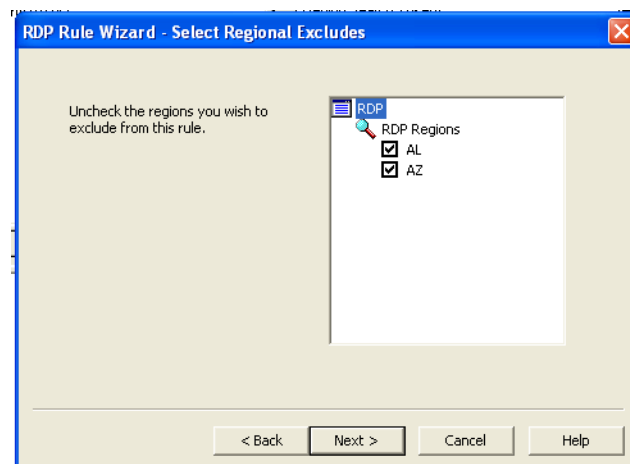 RDP Rule Wizard - Select Regional Excludes
Uncheck the regions you wish to
exclude from this rule.
RDP
RDP Regions
AL
AZ
< Back
Next >
Cancel
Help